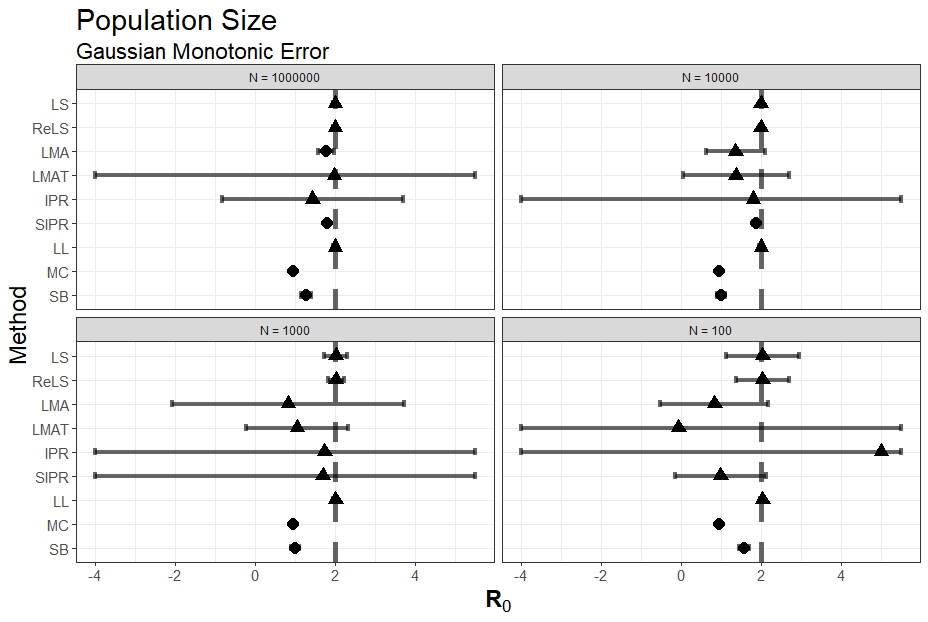 Population Size
Gaussian Monotonic Error
N = 1000000
N = 10000
LS
ReLS
LMA
LMAT
IPR
SIPR
LL
MC
SB
N = 1000
N = 100
LS
ReLS
LMA
LMAT
IPR
SIPR
LL
MC
SB
-4 -2 0 2 4
-4 -2 0 2 4
Method
R0